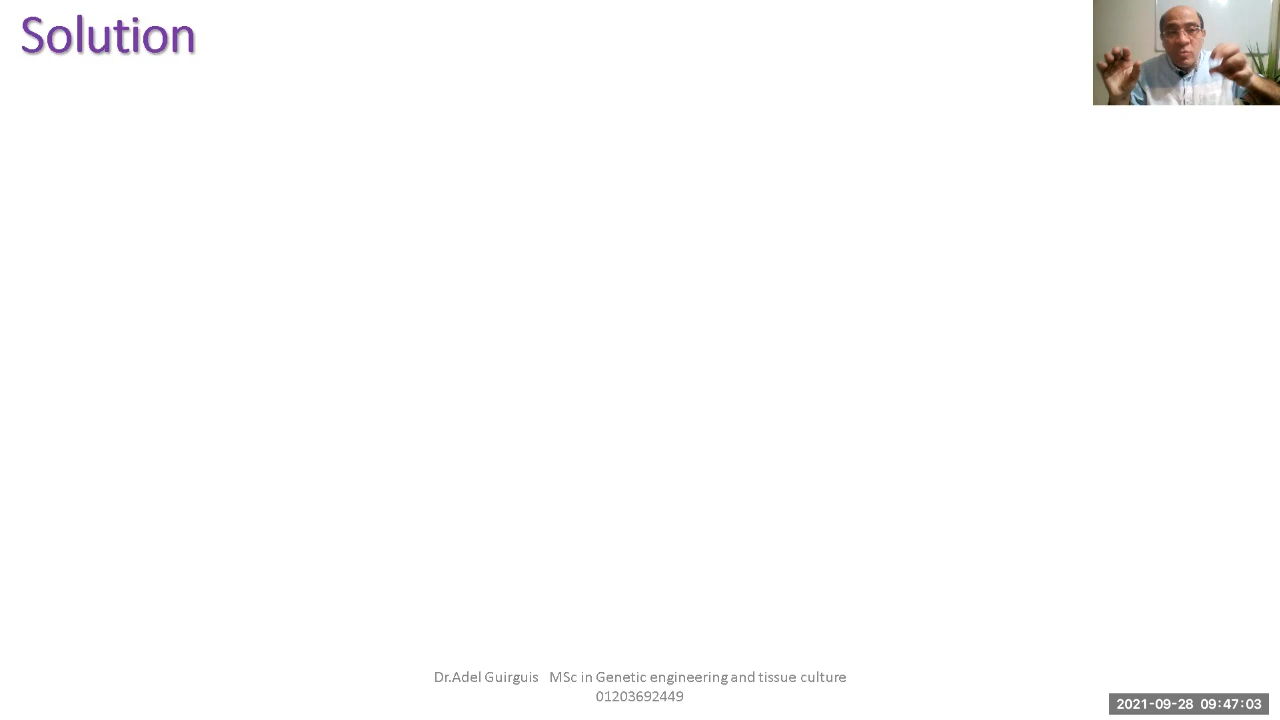 Solution
Dr.Adel Guirguis MSc in Genetic engineering and tissue culture
01203692449
2021-09-28 09:47:03